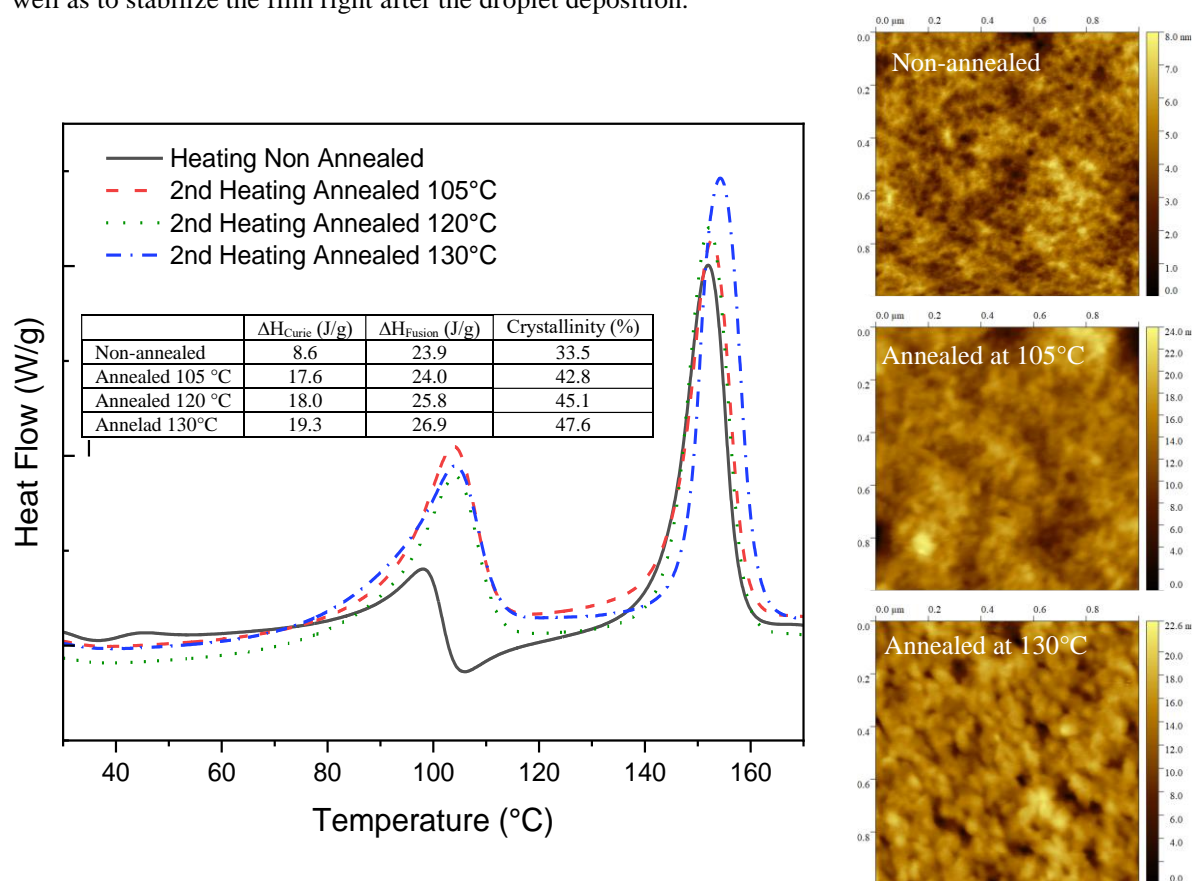 well as to stabilize the film right after the droplet deposition.
Heating Non Annealed
2nd Heating Annealed 105°C
2nd Heating Annealed 120°C
2nd Heating Annealed 130°C
ΔHCurie (J/g) ΔHFusion (J/g) Crystallinity (%)
Non-annealed 8.6 23.9 33.5
Annealed 105 °C 17.6 24.0 42.8
Annealed 120 °C 18.0 25.8 45.1
Annelad 130°C 19.3 26.9 47.6
Heat Flow (W/g)
40 60 80 100 120 140 160
Temperature (°C)
0.0 µm 0.2 0.4 0.6 0.8
0.0 0.2 0.4 0.6 0.8
Non-annealed
8.0 nm
7.0
6.0
5.0
4.0
3.0
2.0
1.0
0.0
0.0 µm 0.2 0.4 0.6 0.8
0.0 0.2 0.4 0.6 0.8
Annealed at 105°C
24.0 n
22.0
20.0
18.0
16.0
14.0
12.0
10.0
8.0
6.0
4.0
0.0
0.0 µm 0.2 0.4 0.6 0.8
0.0 0.2 0.4 0.6 0.8
Annealed at 130°C
22.6 n
20.0
18.0
16.0
14.0
12.0
10.0
8.0
6.0
4.0
0.0